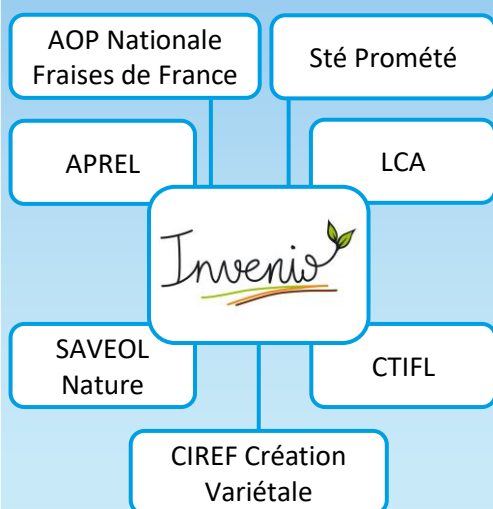 AOP Nationale
Fraises de France
Sté Promété
APREL
LCA
Invenio
SAVEOL
Nature
CTIFL
CIREF Création
Variétale